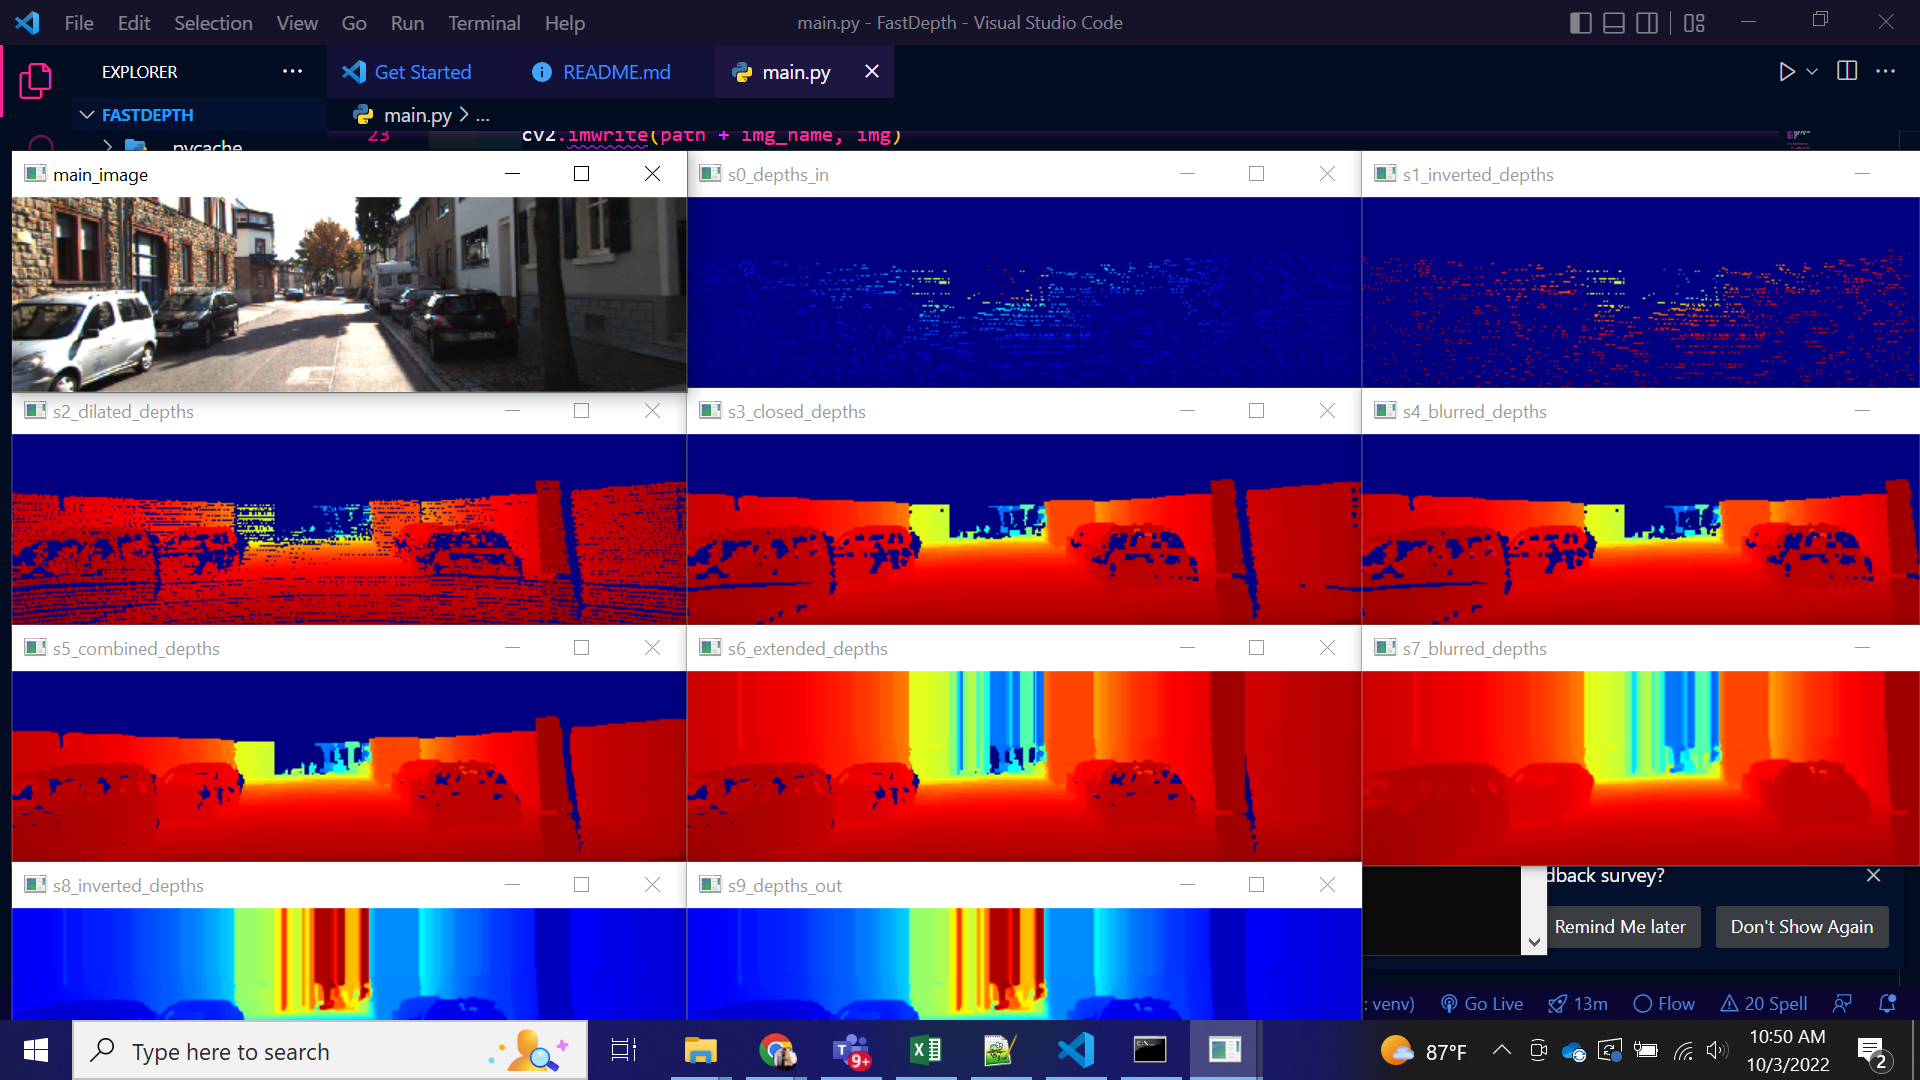 File Edit Selection View Go Run Terminal Help
main.py - FastDepth - Visual Studio Code
EXPLORER
Get Started
README.md
main.py
FASTDEPTH
main.py > ...
__pycache__
23 cv2.imwrite(path + img_name, img)
main_image
s0_depths_in
s1_inverted_depths
s2_dilated_depths
s3_closed_depths
s4_blurred_depths
s5_combined_depths
s6_extended_depths
s7_blurred_depths
s8_inverted_depths
s9_depths_out
dback survey?
Remind Me later
Don't Show Again
: venv)
Go Live
13m
Flow
20 Spell
Type here to search
9+
87°F
10:50 AM
10/3/2022
2